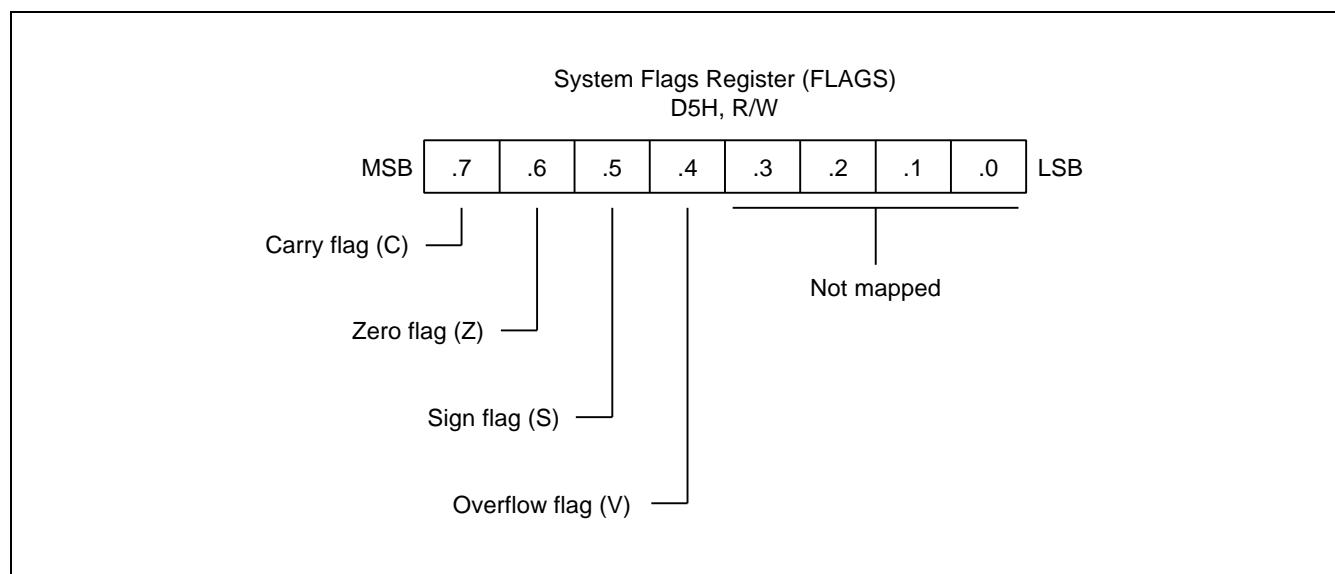 System Flags Register (FLAGS)
D5H, R/W
MSB .7 .6 .5 .4 .3 .2 .1 .0 LSB
Carry flag (C)
Not mapped
Zero flag (Z)
Sign flag (S)
Overflow flag (V)